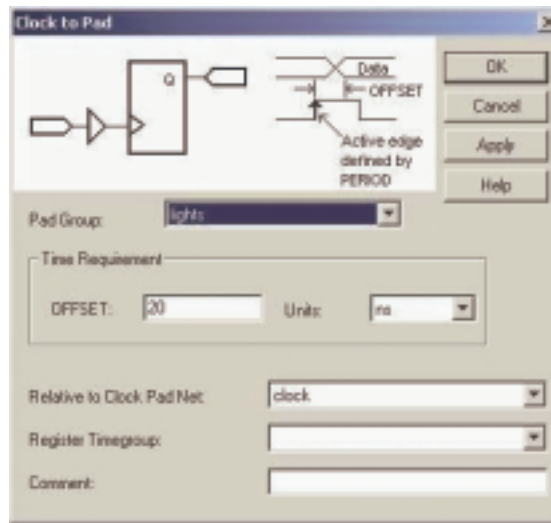 Clock to Pad
Q
Data
OFFSET
Active edge
defined by
PERIOD
OK
Cancel
Apply
Help
Pad Group:
lights
Time Requirement
OFFSET:
20
Units:
ns
Relative to Clock Pad Net:
clock
Register Timegroup:
Comment: